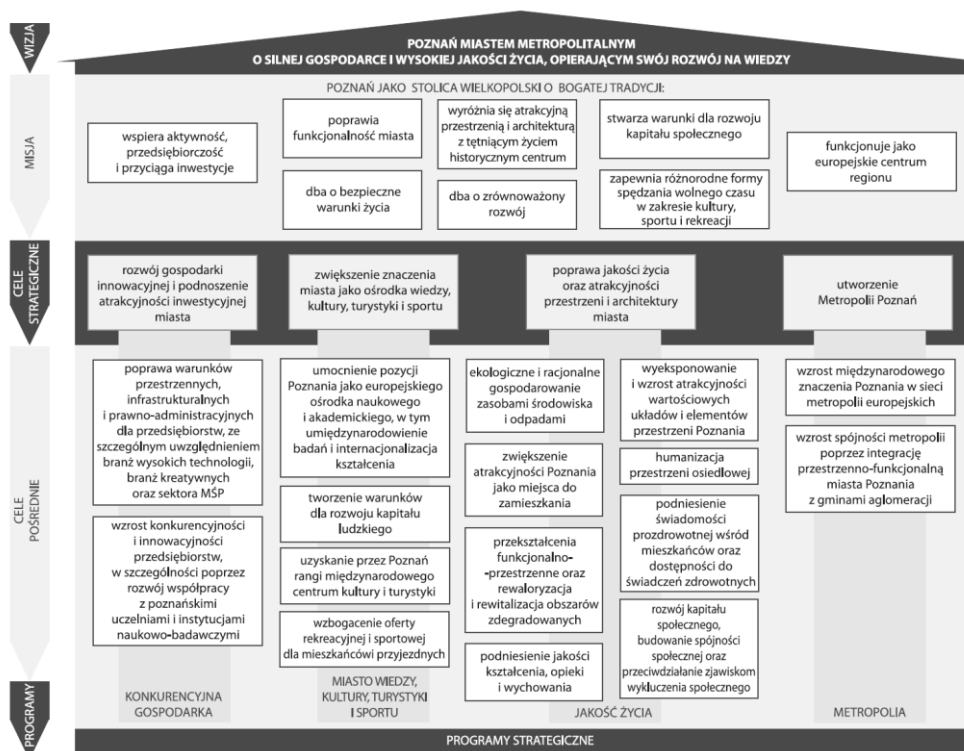 WIZJA
POZNAŃ MIASTEM METROPOLITALNYM
O SILNEJ GOSPODARCE I WYSOKIEJ JAKOŚCI ŻYCIA, OPIERAJĄCYM SWÓJ ROZWÓJ NA WIEDZY
MISJA
POZNAŃ JAKO STOLICA WIELKOPOLSKI O BOGATEJ TRADYCJI:
wspiera aktywność,
przedsiębiorczość
i przyciąga inwestycje
poprawia
funkcjonalność miasta
dba o bezpieczne
warunki życia
wyróżnia się atrakcyjną
przestrzenią i architekturą
z tętniącym życiem
historycznym centrum
dba o zrównoważony
rozwój
stwarza warunki dla rozwoju
kapitału społecznego
zapewnia różnorodne formy
spędzania wolnego czasu
w zakresie kultury,
sportu i rekreacji
funkcjonuje jako
europejskie centrum
regionu
CELE
STRATEGICZNE
rozwój gospodarki
innowacyjnej i podnoszenie
atrakcyjności inwestycyjnej
miasta
zwiększenie znaczenia
miasta jako ośrodka wiedzy,
kultury, turystyki i sportu
poprawa jakości życia
oraz atrakcyjności
przestrzeni i architektury
miasta
utworzenie
Metropolii Poznań
CELE
POŚREDNIE
poprawa warunków
przestrzennych,
infrastrukturalnych
i prawno-administracyjnych
dla przedsiębiorstw, ze
szczególnym uwzględnieniem
branż wysokich technologii,
branż kreatywnych
oraz sektora MŚP
wzrost konkurencyjności
i innowacyjności
przedsiębiorstw,
w szczególności poprzez
rozwój współpracy
z poznańskimi
uczelniami i instytucjami
naukowo-badawczymi
umocnienie pozycji
Poznania jako europejskiego
ośrodka naukowego
i akademickiego, w tym
umiędzynarodowienie
badań i internacjonalizacja
kształcenia
tworzenie warunków
dla rozwoju kapitału
ludzkiego
uzyskanie przez Poznań
rangi międzynarodowego
centrum kultury i turystyki
wzbogacenie oferty
rekreacyjnej i sportowej
dla mieszkańcówi przyjezdnych
ekologiczne i racjonalne
gospodarowanie
zasobami środowiska
i odpadami
zwiększenie
atrakcyjności Poznania
jako miejsca do
zamieszkania
przekształcenia
funkcjonalno-
-przestrzenne oraz
rewaloryzacja
i rewitalizacja obszarów
zdegradowanych
podniesienie jakości
kształcenia, opieki
i wychowania
wyeksponowanie
i wzrost atrakcyjności
wartościowych
układów i elementów
przestrzeni Poznania
humanizacja
przestrzeni osiedlowej
podniesienie
świadomości
prozdrowotnej wśród
mieszkańców oraz
dostępności do
świadczeń zdrowotnych
rozwój kapitału
społecznego,
budowanie spójności
społecznej oraz
przeciwdziałanie zjawiskom
wykluczenia społecznego
wzrost międzynarodowego
znaczenia Poznania w sieci
metropolii europejskich
wzrost spójności metropolii
poprzez integrację
przestrzenno-funkcjonalną
miasta Poznania
z gminami aglomeracji
PROGRAMY
KONKURENCYJNA
GOSPODARKA
MIASTO WIEDZY,
KULTURY, TURYSTYKI
I SPORTU
JAKOŚĆ ŻYCIA
METROPOLIA
PROGRAMY STRATEGICZNE